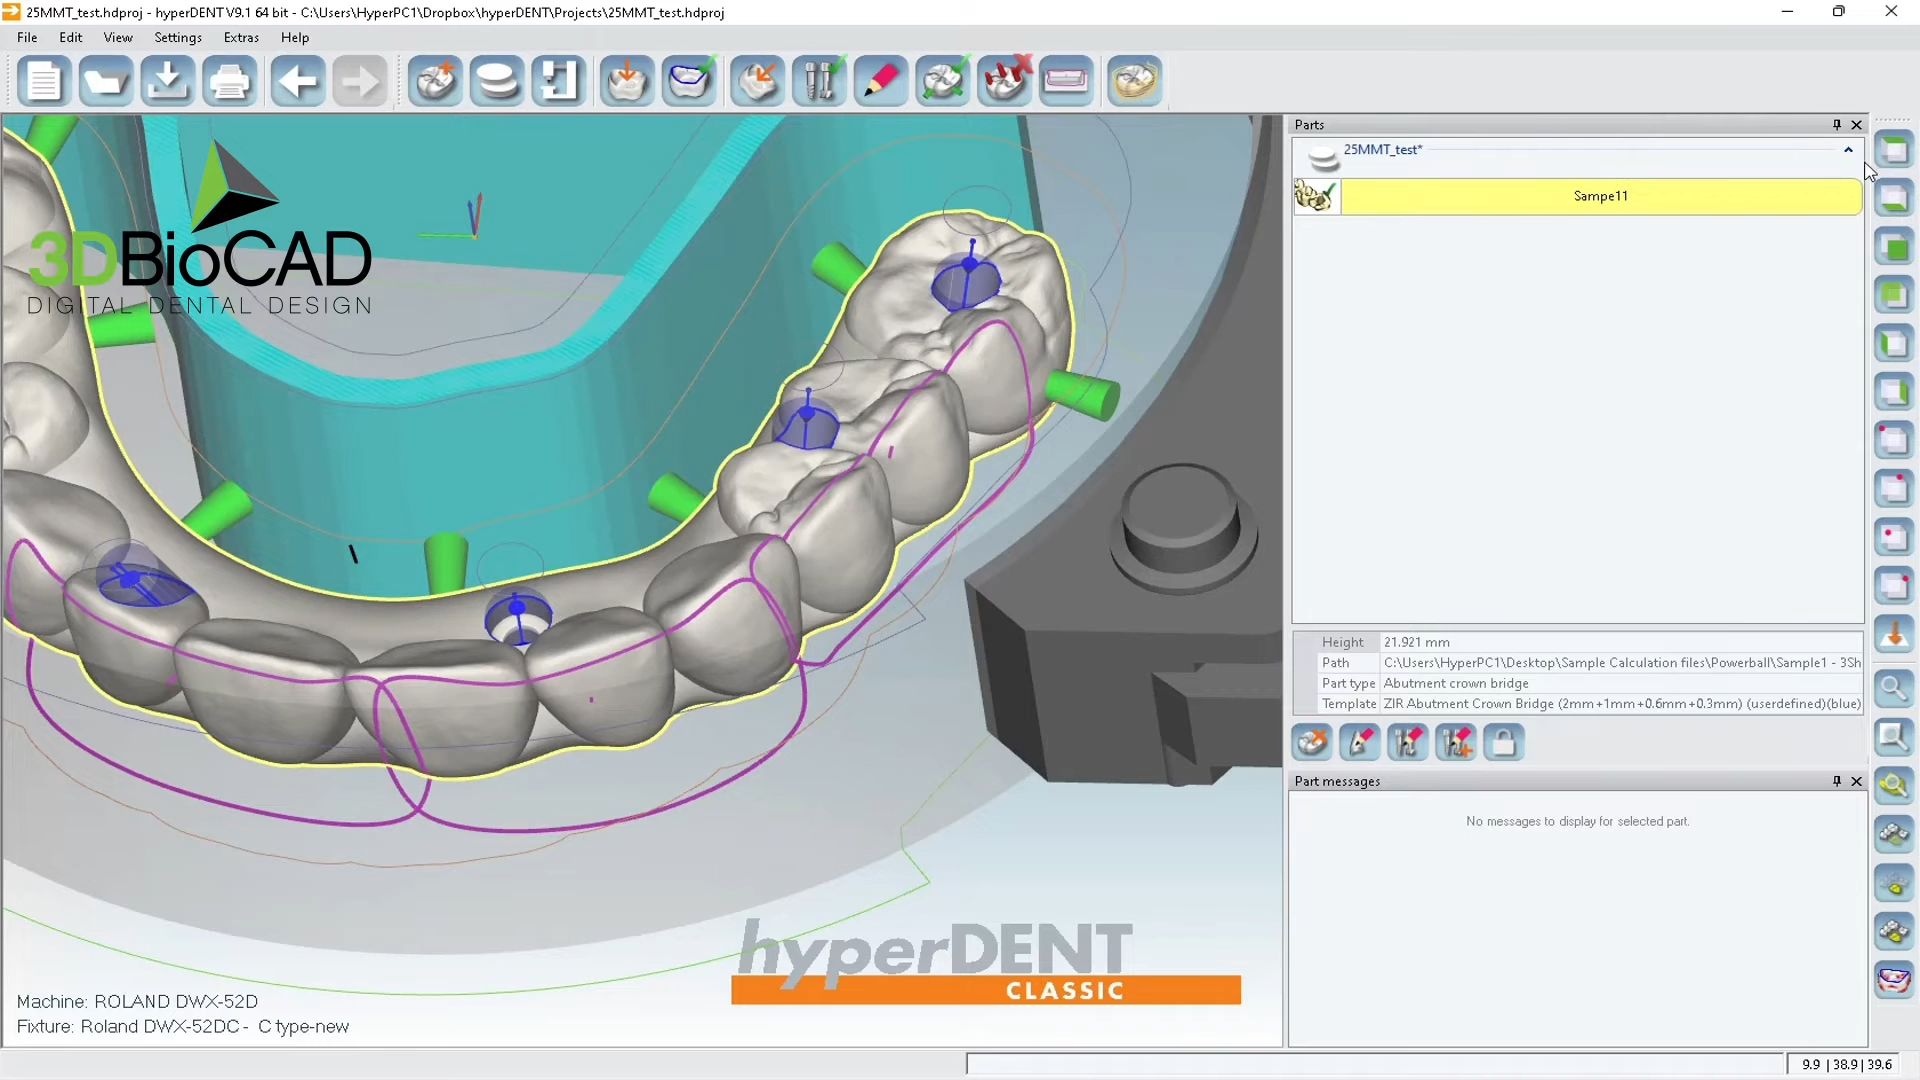 25MMT_test.hdproj - hyperDENT V9.1 64 bit - C:\Users\HyperPC1\Dropbox\hyperDENT\Projects\25MMT_test.hdproj
File Edit View Settings Extras Help
Parts
25MMT_test*
Sampe11
3DBioCAD
DIGITAL DENTAL DESIGN
Height 21.921 mm
Path C:\Users\HyperPC1\Desktop\Sample Calculation files\Powerball\Sample1 - 3Sh
Part type Abutment crown bridge
Template ZIR Abutment Crown Bridge (2mm+1mm+0.6mm+0.3mm) (userdefined)(blue)
Part messages
No messages to display for selected part.
hyperDENT
CLASSIC
Machine: ROLAND DWX-52D
Fixture: Roland DWX-52DC - C type-new
9.9 | 38.9 | 39.6